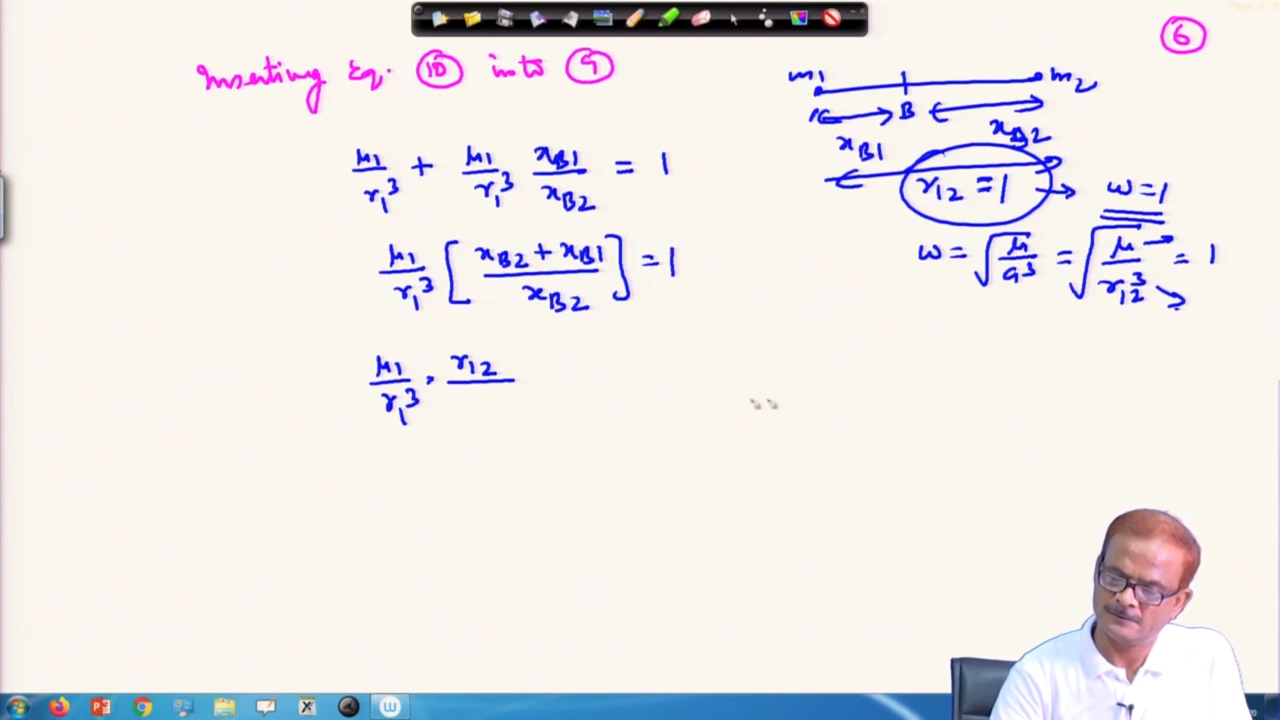 6
Inserting Eq. 10 into 9
m1 m2
B
xB1 xB2
r12 = 1 → ω = 1
ω = √(μ/a³) = √(μ/r12³) = 1
μ1/r1³ + μ1/r1³ xB1/xB2 = 1
μ1/r1³ [(xB2 + xB1)/xB2] = 1
μ1/r1³ · r12/